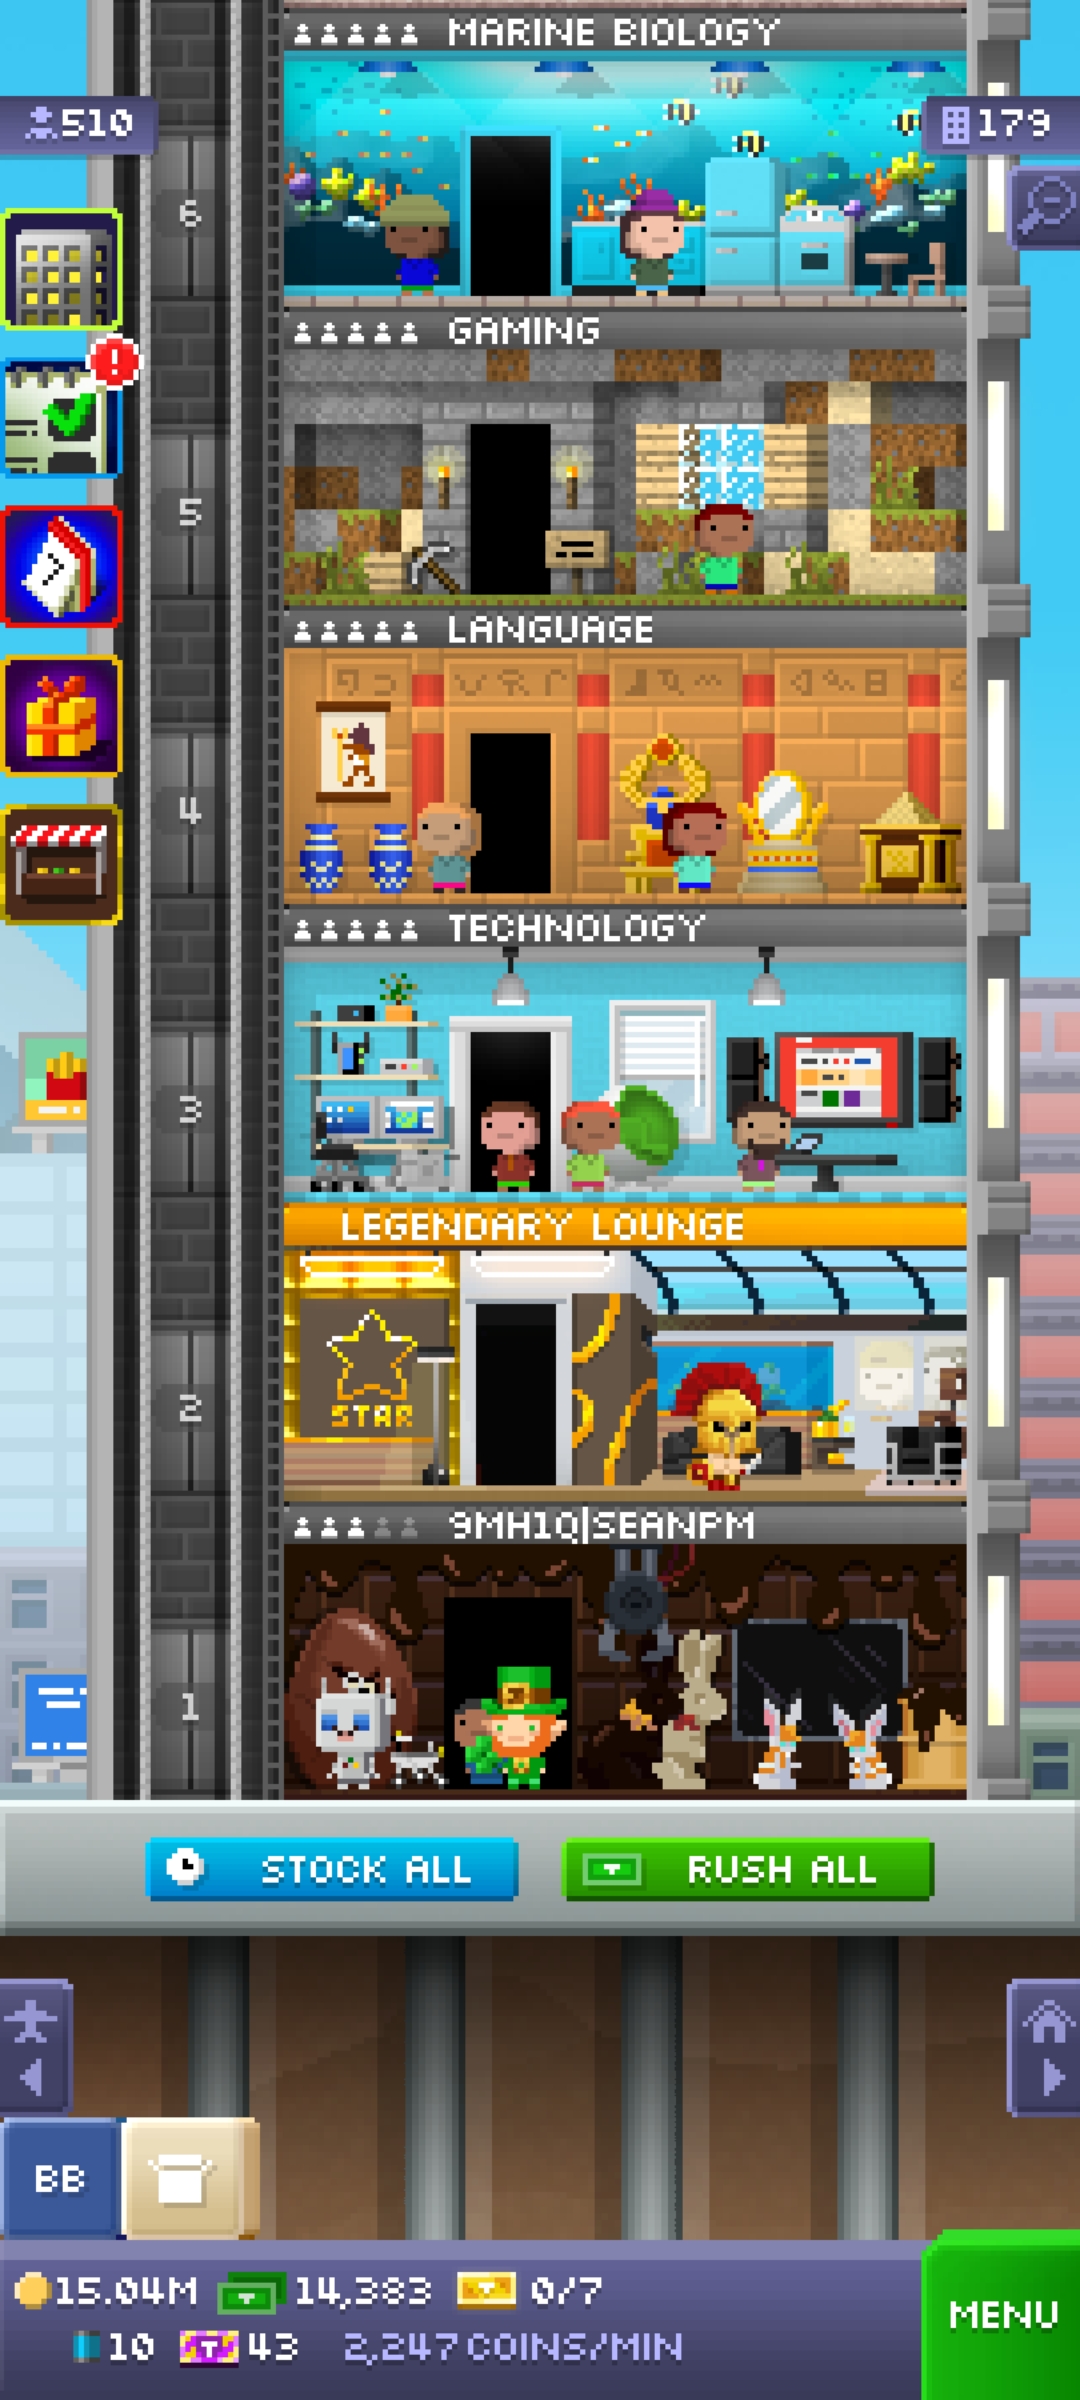 MARINE BIOLOGY
510
179
6
GAMING
5
7
LANGUAGE
4
TECHNOLOGY
3
LEGENDARY LOUNGE
STAR
2
9MH1Q|SEANPM
1
STOCK ALL
RUSH ALL
BB
15.04M 14,383 0/7
10 43 2,247 COINS/MIN
MENU